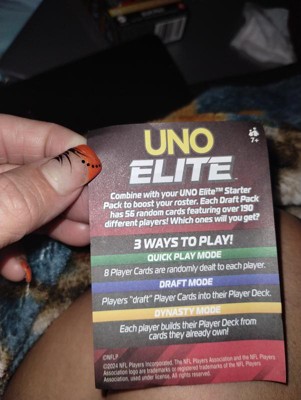 UNO
ELITE™
7+
Combine with your UNO Elite™ Starter
Pack to boost your roster. Each Draft Pack
has 56 random cards featuring over 190
different players! Which ones will you get?
3 WAYS TO PLAY!
QUICK PLAY MODE
8 Player Cards are randomly dealt to each player.
DRAFT MODE
Players "draft" Player Cards into their Player Deck.
DYNASTY MODE
Each player builds their Player Deck from
cards they already own!
©NFLP
©2024 NFL Players Incorporated. The NFL Players Association and the NFL Players
Association logo are trademarks or registered trademarks of the NFL Players
Association, used under license. All rights reserved.